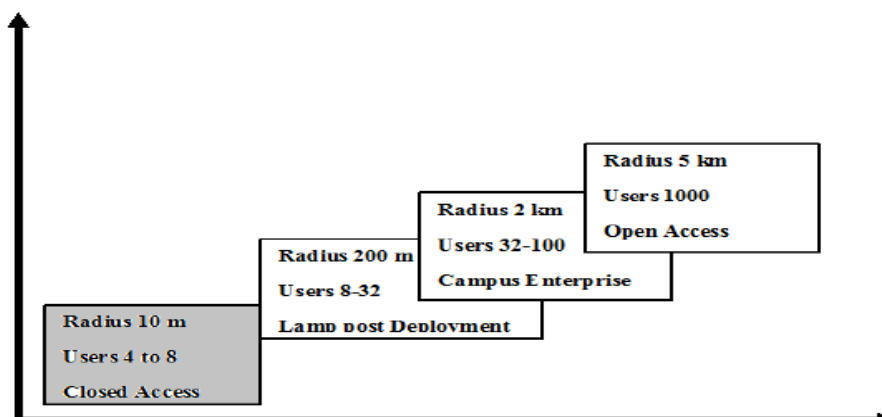 Radius 5 km
Users 1000
Open Access
Radius 2 km
Users 32-100
Campus Enterprise
Radius 200 m
Users 8-32
Lamp post Deployment
Radius 10 m
Users 4 to 8
Closed Access